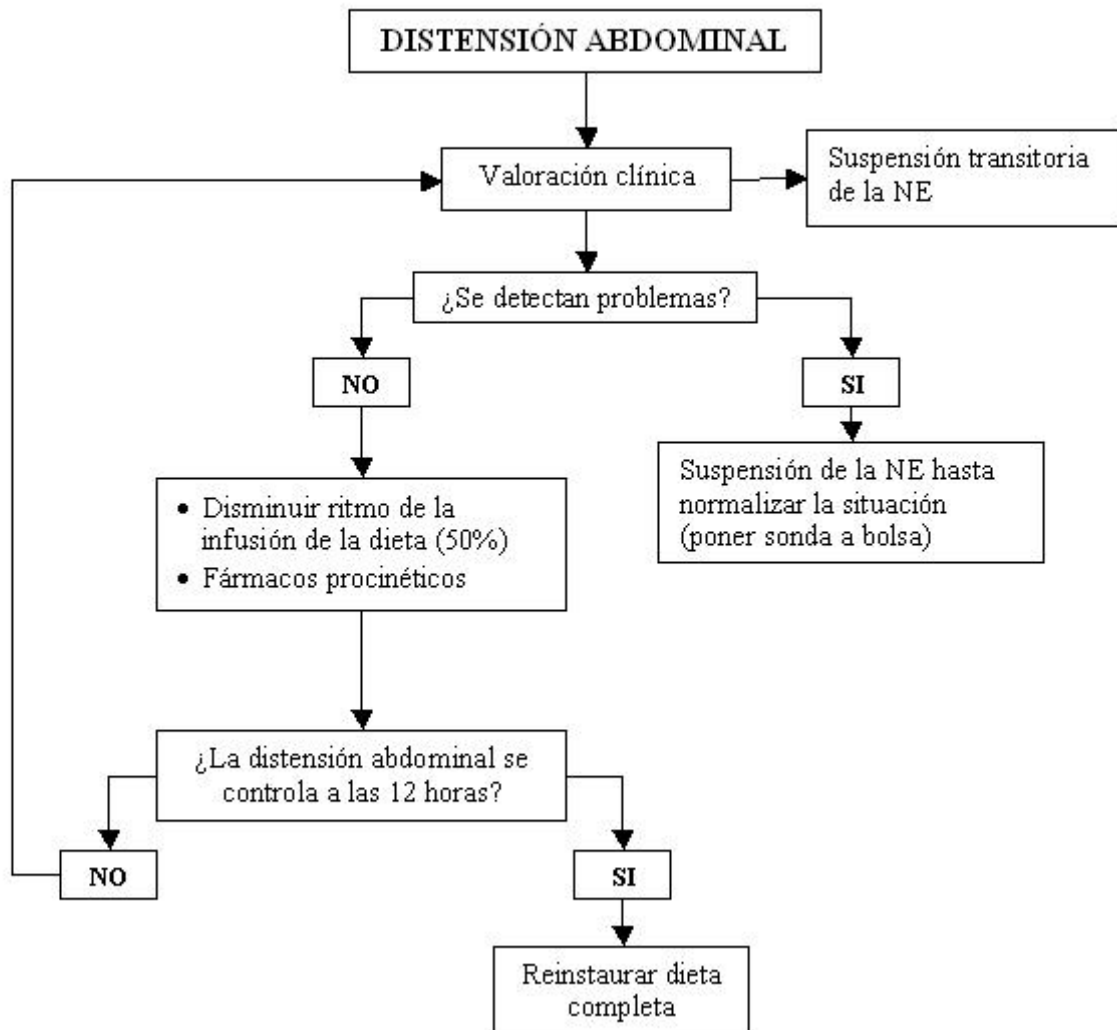 DISTENSIÓN ABDOMINAL
Valoración clínica
Suspensión transitoria
de la NE
¿Se detectan problemas?
NO
SI
• Disminuir ritmo de la
infusión de la dieta (50%)
• Fármacos procinéticos
Suspensión de la NE hasta
normalizar la situación
(poner sonda a bolsa)
¿La distensión abdominal se
controla a las 12 horas?
NO
SI
Reinstaurar dieta
completa